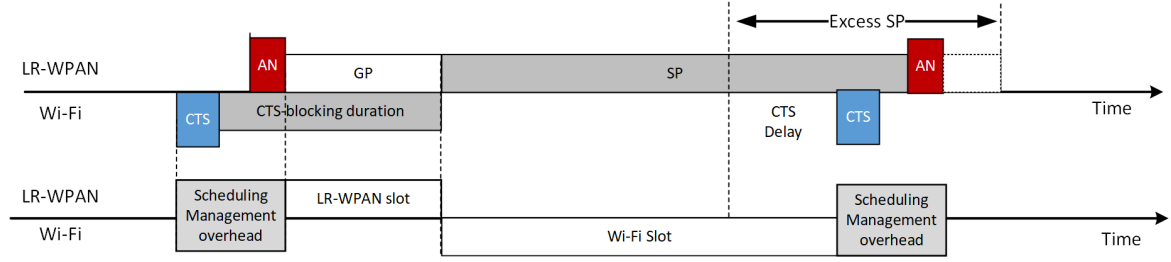 Excess SP
LR-WPAN
AN
GP
SP
AN
Wi-Fi
CTS
CTS-blocking duration
CTS
Delay
CTS
Time
LR-WPAN
Scheduling
Management
overhead
LR-WPAN slot
Scheduling
Management
overhead
Wi-Fi
Wi-Fi Slot
Time